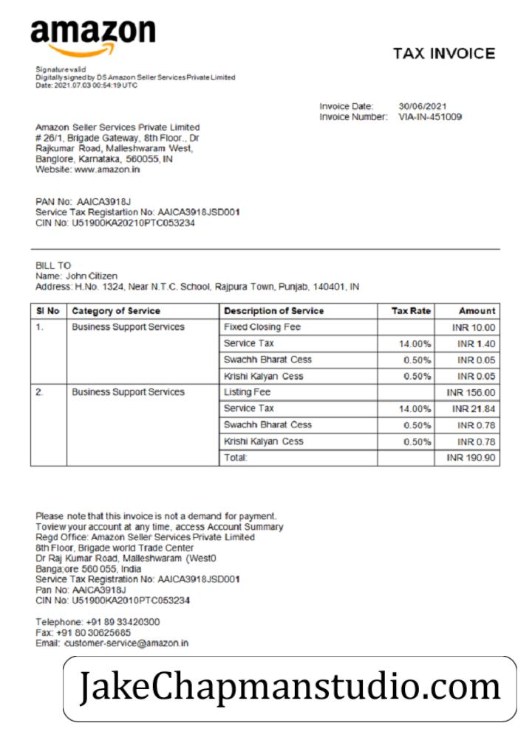 amazon
TAX INVOICE
Signature valid
Digitally signed by DS Amazon Seller Services Private Limited
Date: 2021.07.03 00:54:19 UTC
Invoice Date: 30/06/2021
Invoice Number: VIA-IN-451009
Amazon Seller Services Private Limited
# 26/1, Brigade Gateway, 8th Floor., Dr
Rajkumar Road, Malleshwaram West,
Banglore, Karnataka, 560055, IN
Website: www.amazon.in
PAN No: AAICA3918J
Service Tax Registartion No: AAICA3918JSD001
CIN No: U51900KA20210PTC053234
BILL TO
Name: John Citizen
Address: H.No. 1324, Near N.T.C. School, Rajpura Town, Punjab, 140401, IN
SI No Category of Service Description of Service Tax Rate Amount
1. Business Support Services Fixed Closing Fee INR 10.00
Service Tax 14.00% INR 1.40
Swachh Bharat Cess 0.50% INR 0.05
Krishi Kalyan Cess 0.50% INR 0.05
2. Business Support Services Listing Fee INR 156.00
Service Tax 14.00% INR 21.84
Swachh Bharat Cess 0.50% INR 0.78
Krishi Kalyan Cess 0.50% INR 0.78
Total: INR 190.90
Please note that this invoice is not a demand for payment.
Toview your account at any time, access Account Summary
Regd Office: Amazon Seller Services Private Limited
8th Floor, Brigade world Trade Center
Dr Raj Kumar Road, Malleshwaram (West0
Banga;ore 560 055, India
Service Tax Registration No: AAICA3918JSD001
Pan No: AAICA3918J
CIN No: U51900KA2010PTC053234
Telephone: +91 89 33420300
Fax: +91 80 30625685
Email: customer-service@amazon.in
JakeChapmanstudio.com